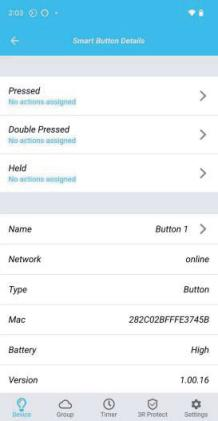 2:03
Smart Button Details
Pressed
No actions assigned
Double Pressed
No actions assigned
Held
No actions assigned
Name Button 1
Network online
Type Button
Mac 282C02BFFFE3745B
Battery High
Version 1.00.16
Device Group Timer 3R Protect Settings